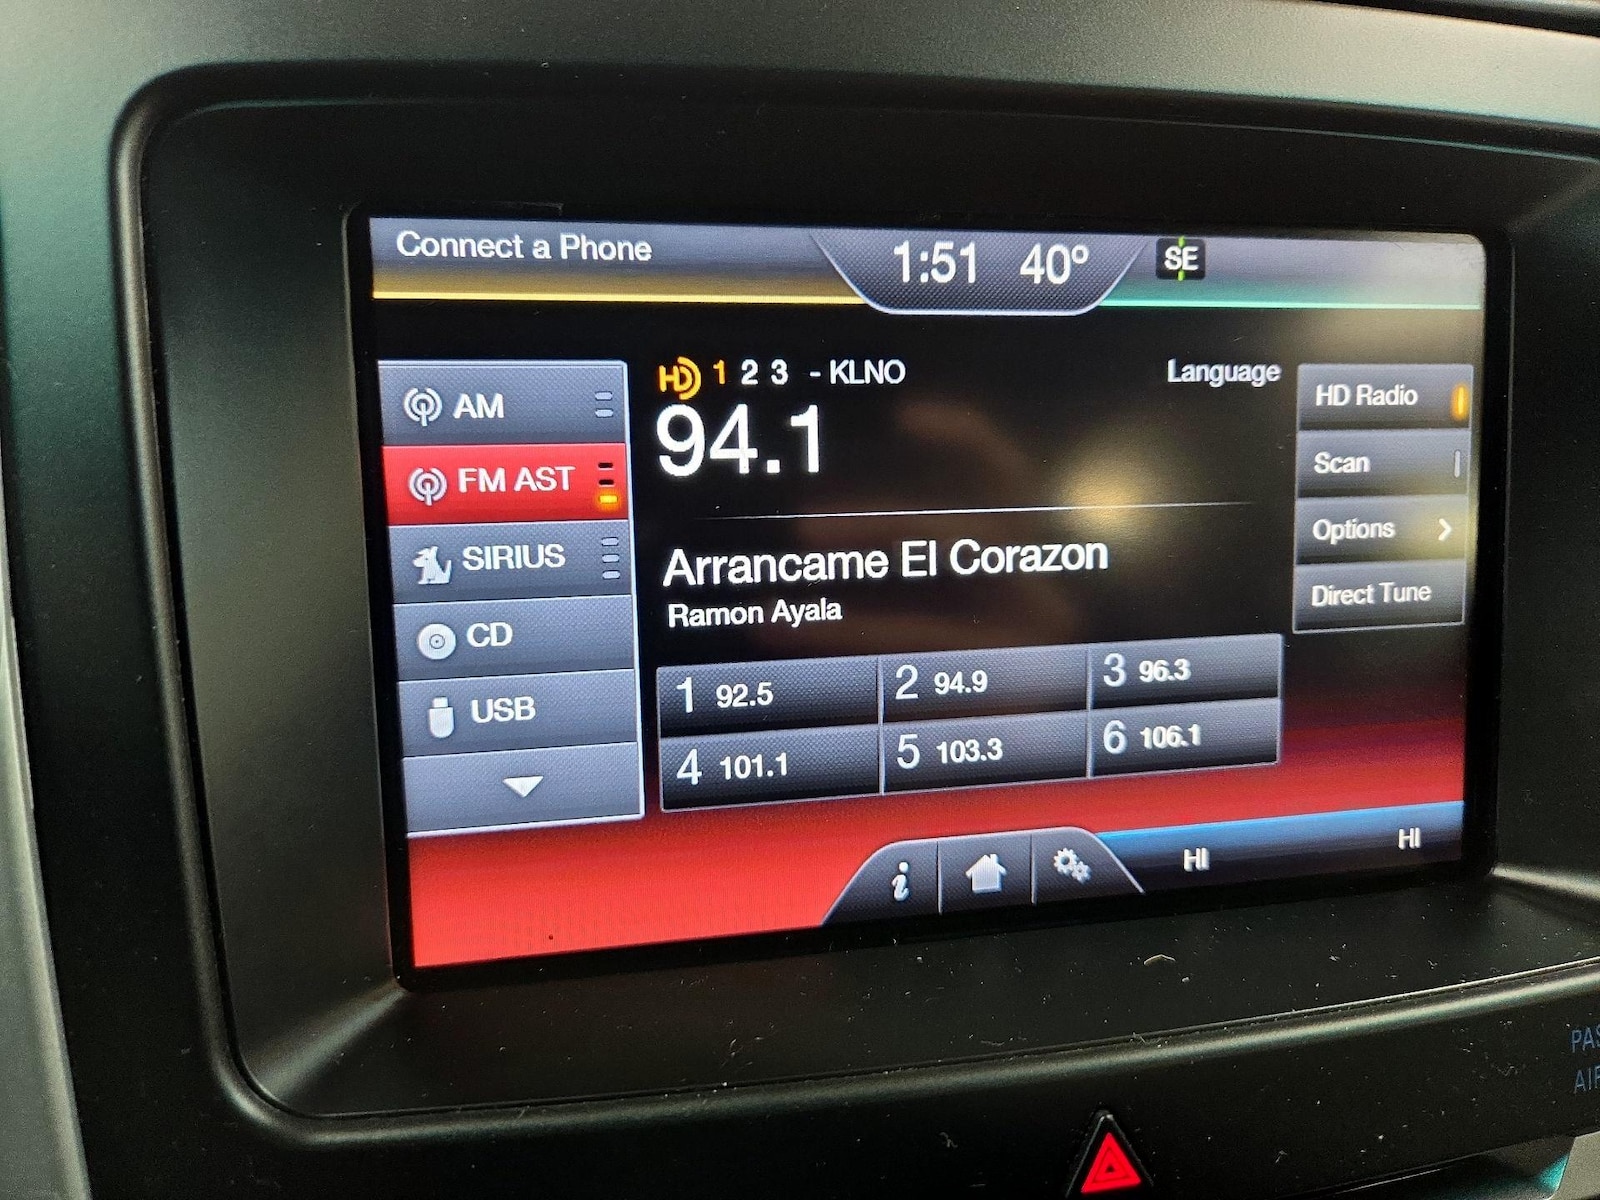 Connect a Phone
1:51 40° SE
AM
FM AST
SIRIUS
CD
USB
HD 1 2 3 - KLNO
94.1
Language
Arrancame El Corazon
Ramon Ayala
1 92.5
2 94.9
3 96.3
4 101.1
5 103.3
6 106.1
HD Radio
Scan
Options
Direct Tune
i
HI
HI